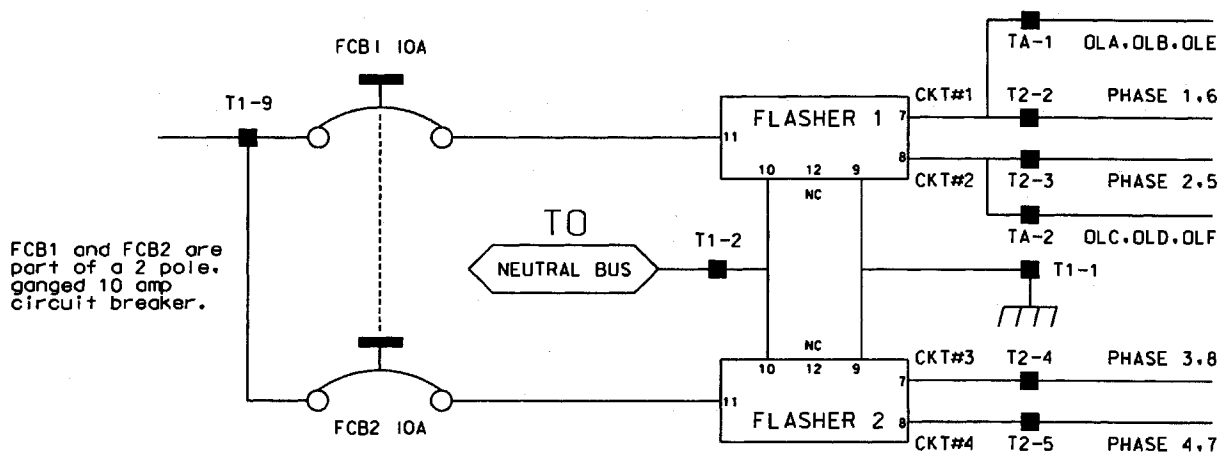 FCB1 10A
T1-9
CKT#1
TA-1 OLA.OLB.OLE
T2-2 PHASE 1.6
FLASHER 1
7
11
8
10 12 9
NC
CKT#2 T2-3 PHASE 2.5
TA-2 OLC.OLD.OLF
TO
NEUTRAL BUS
T1-2
T1-1
FCB1 and FCB2 are
part of a 2 pole.
ganged 10 amp
circuit breaker.
NC
10 12 9
CKT#3 T2-4 PHASE 3.8
7
11
FLASHER 2
8
CKT#4 T2-5 PHASE 4.7
FCB2 10A